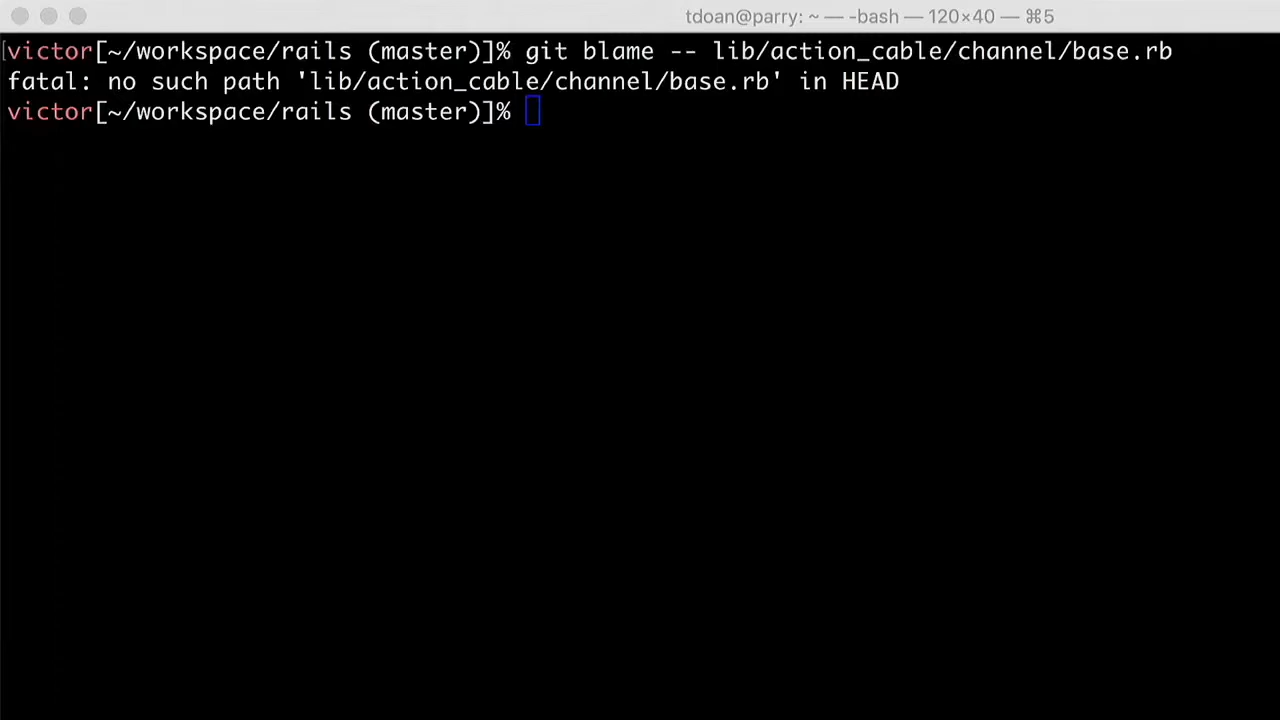 tdoan@parry: ~ — -bash — 120×40 — ⌘5
victor[~/workspace/rails (master)]% git blame -- lib/action_cable/channel/base.rb
fatal: no such path 'lib/action_cable/channel/base.rb' in HEAD
victor[~/workspace/rails (master)]%